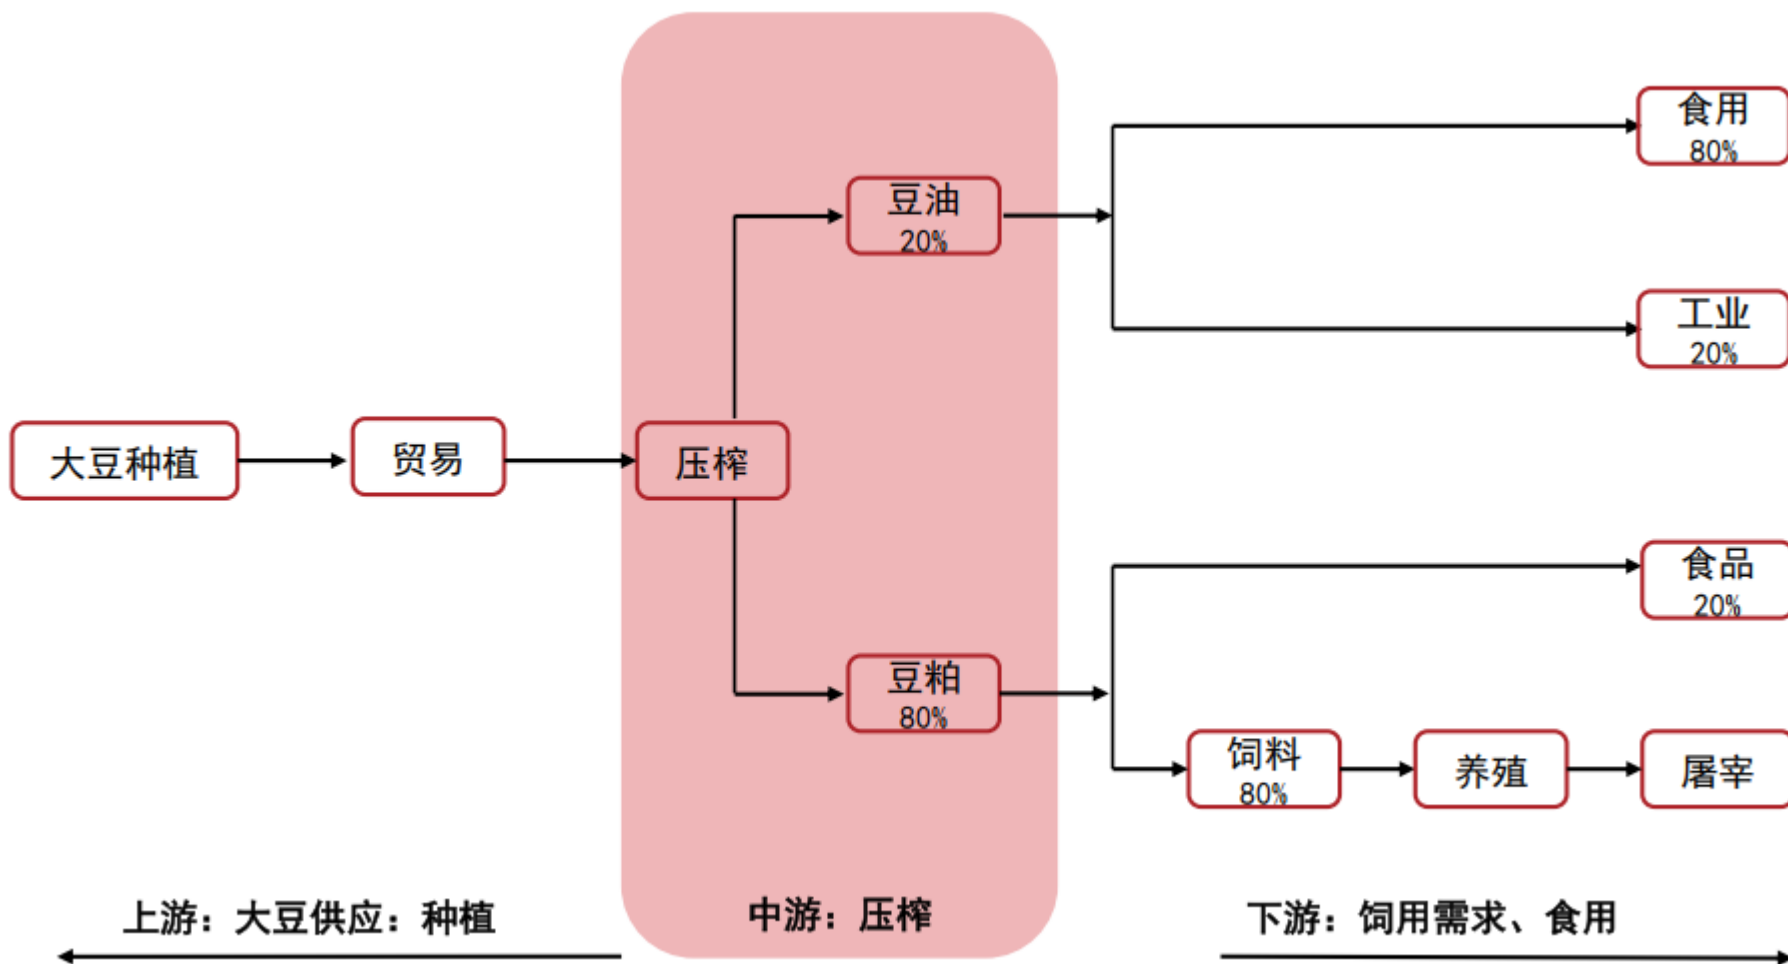 食用
80%
豆油
20%
工业
20%
大豆种植
贸易
压榨
食品
20%
豆粕
80%
饲料
80%
养殖
屠宰
上游：大豆供应：种植
中游：压榨
下游：饲用需求、食用